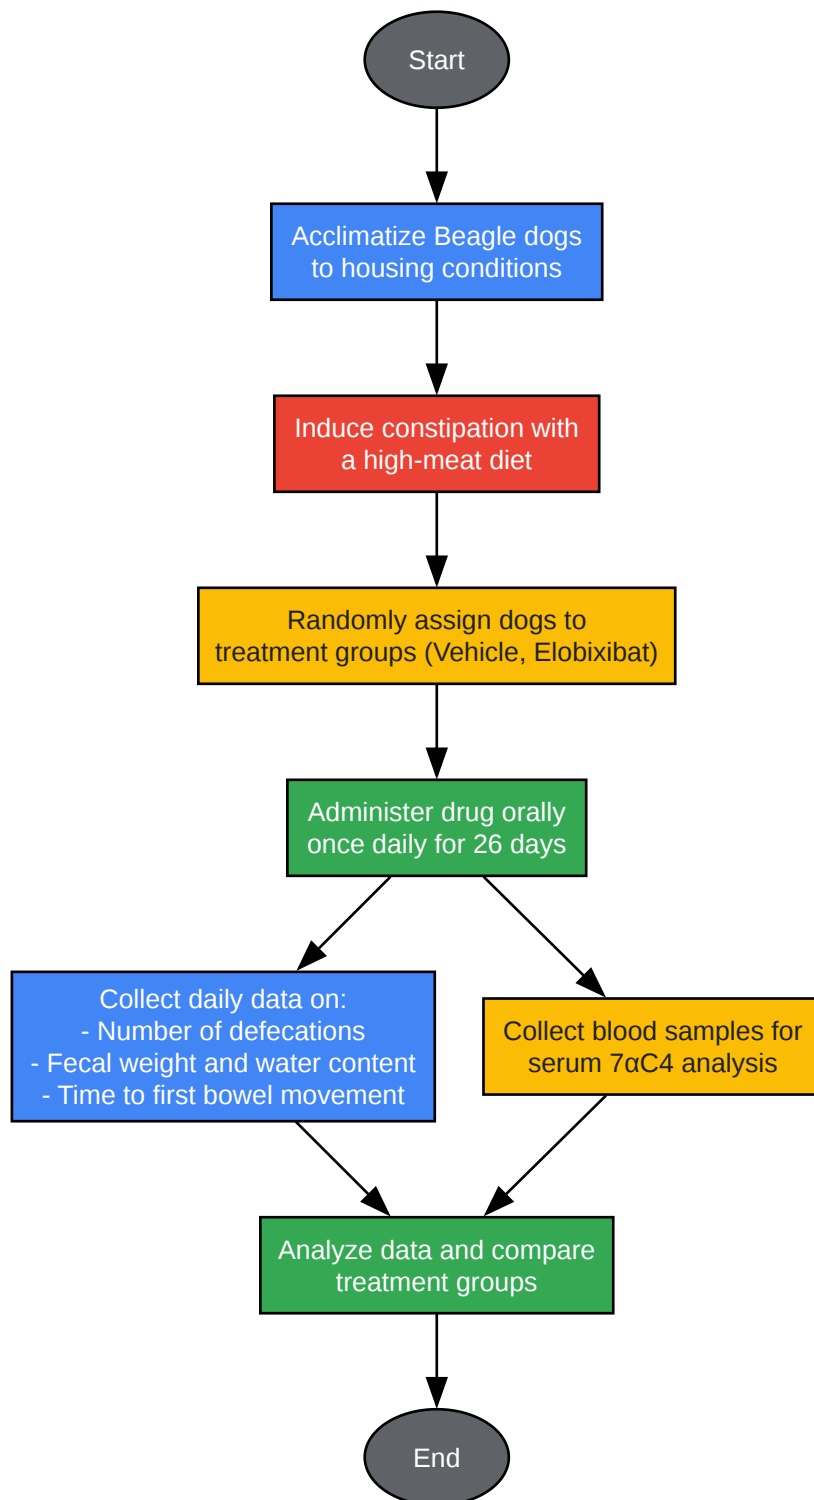 Start
Acclimatize Beagle dogs
to housing conditions
Induce constipation with
a high-meat diet
Randomly assign dogs to
treatment groups (Vehicle, Elobixibat)
Administer drug orally
once daily for 26 days
Collect daily data on:
- Number of defecations
- Fecal weight and water content
- Time to first bowel movement
Collect blood samples for
serum 7αC4 analysis
Analyze data and compare
treatment groups
End